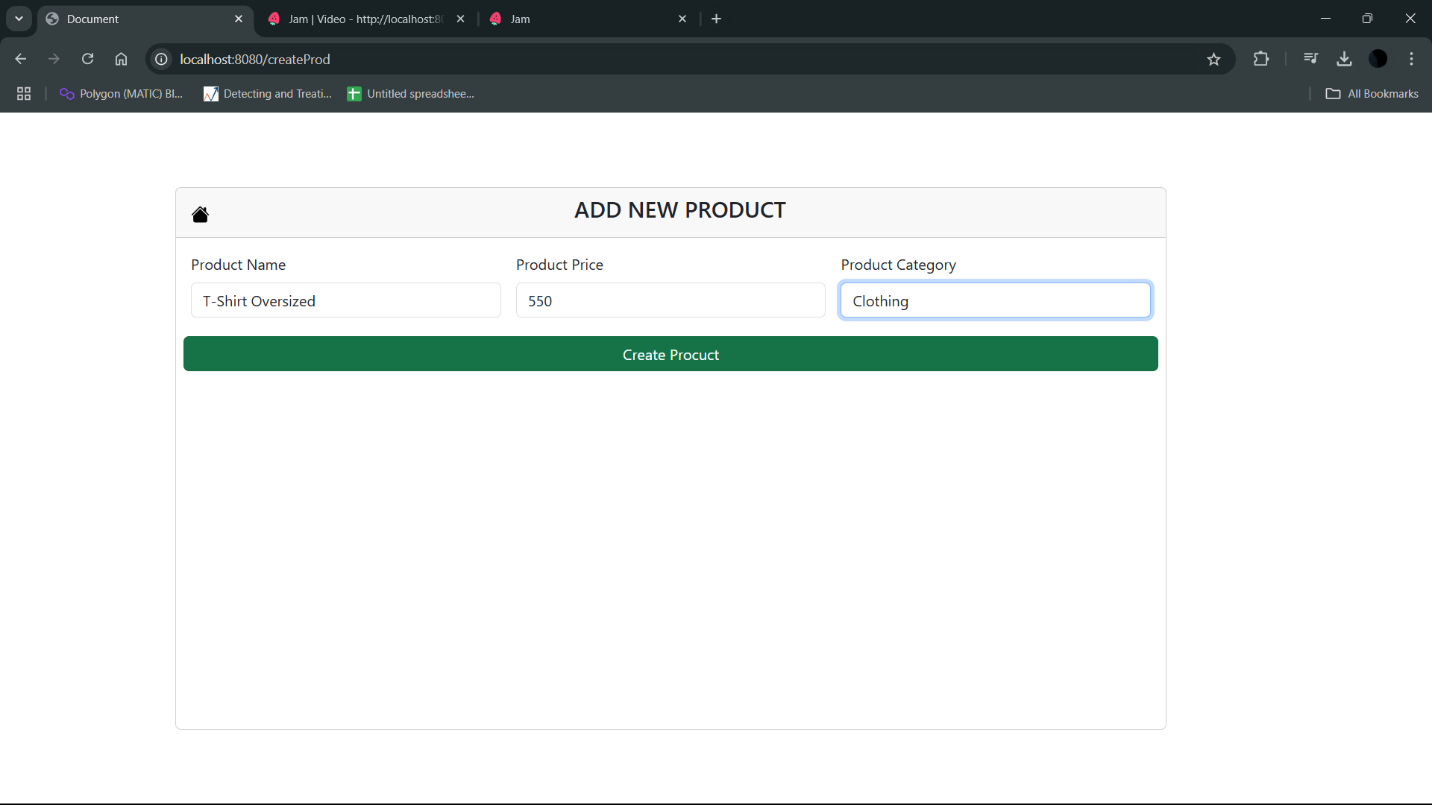 Document
Jam | Video - http://localhost:80
Jam
localhost:8080/createProd
Polygon (MATIC) Bl...
Detecting and Treati...
Untitled spreadshee...
All Bookmarks
ADD NEW PRODUCT
Product Name
Product Price
Product Category
T-Shirt Oversized
550
Clothing
Create Procuct